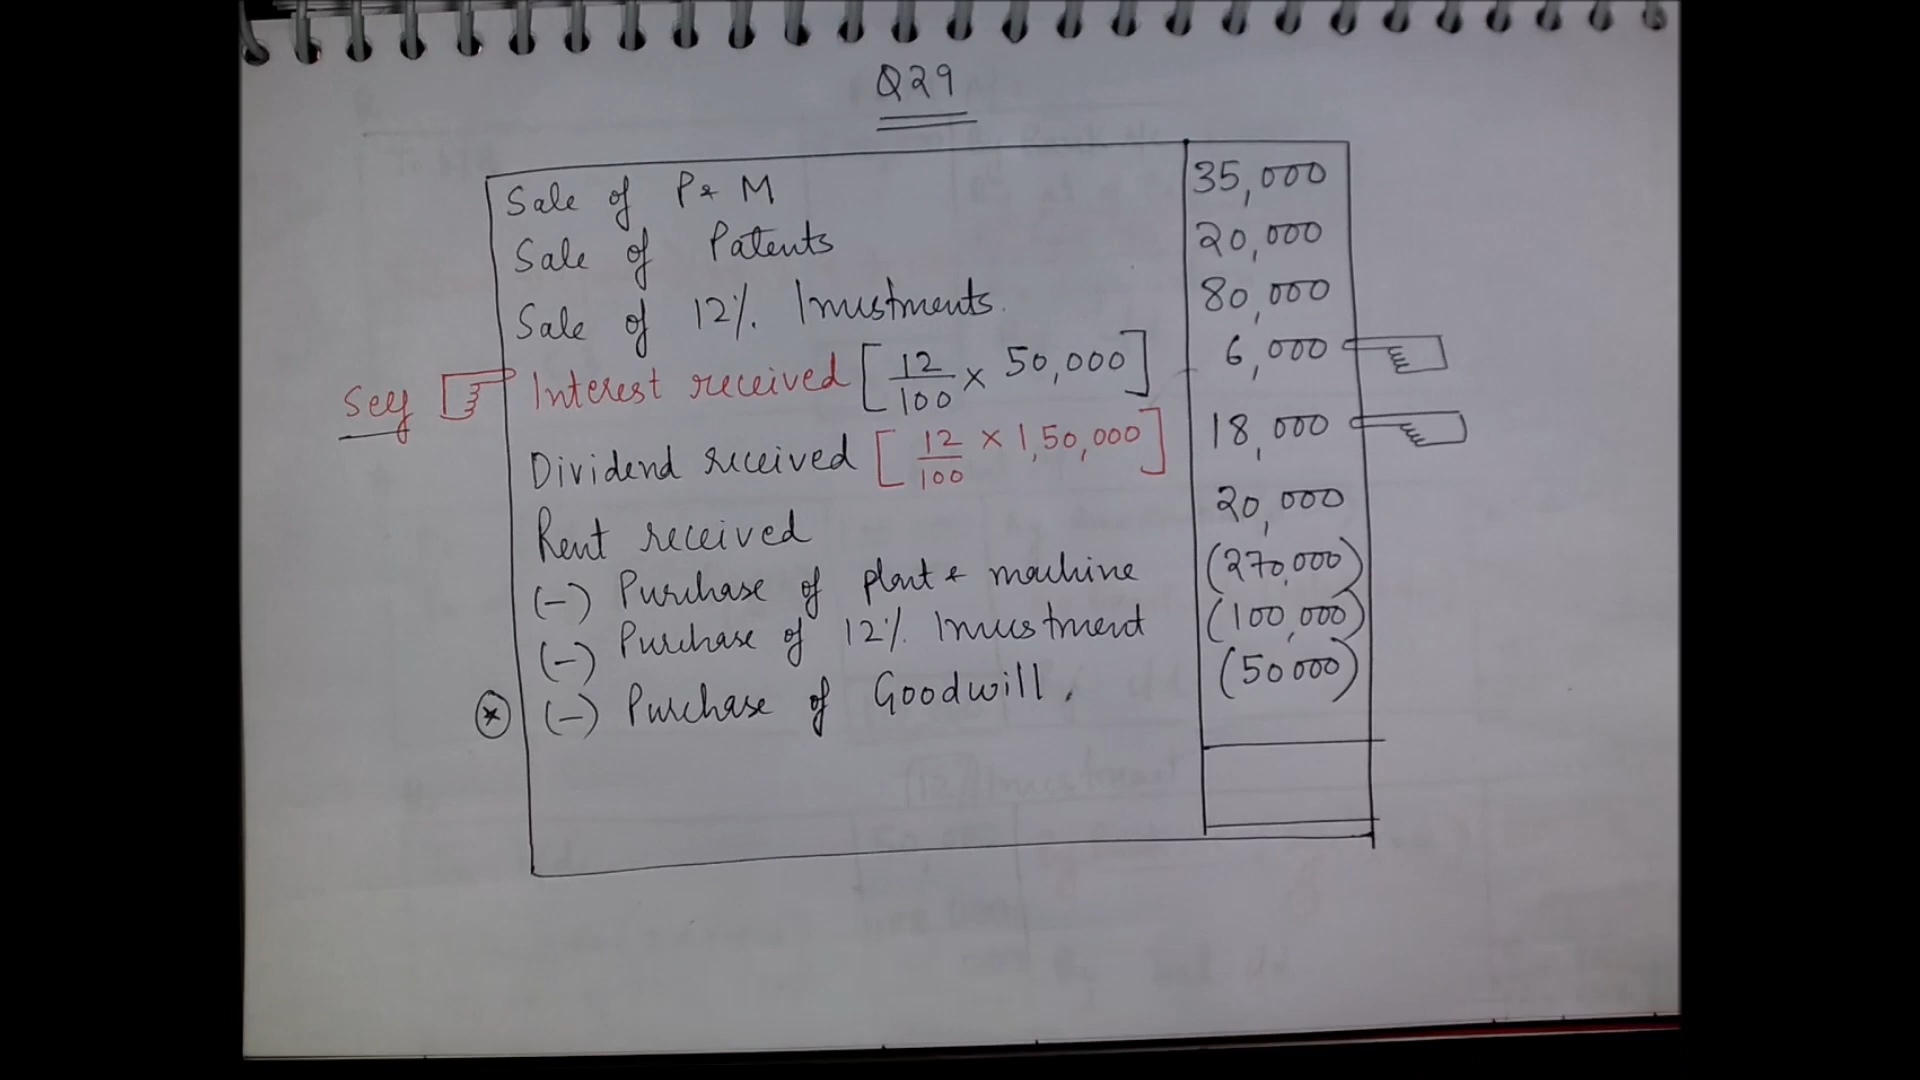 Q29
Sale of P & M 35,000
Sale of Patents 20,000
Sale of 12% Investments. 80,000
Self Interest received [12/100 × 50,000] 6,000
Dividend received [12/100 × 1,50,000] 18,000
Rent received 20,000
(-) Purchase of plant & machine (270,000)
(-) Purchase of 12% Investment (100,000)
(-) Purchase of Goodwill. (50 000)